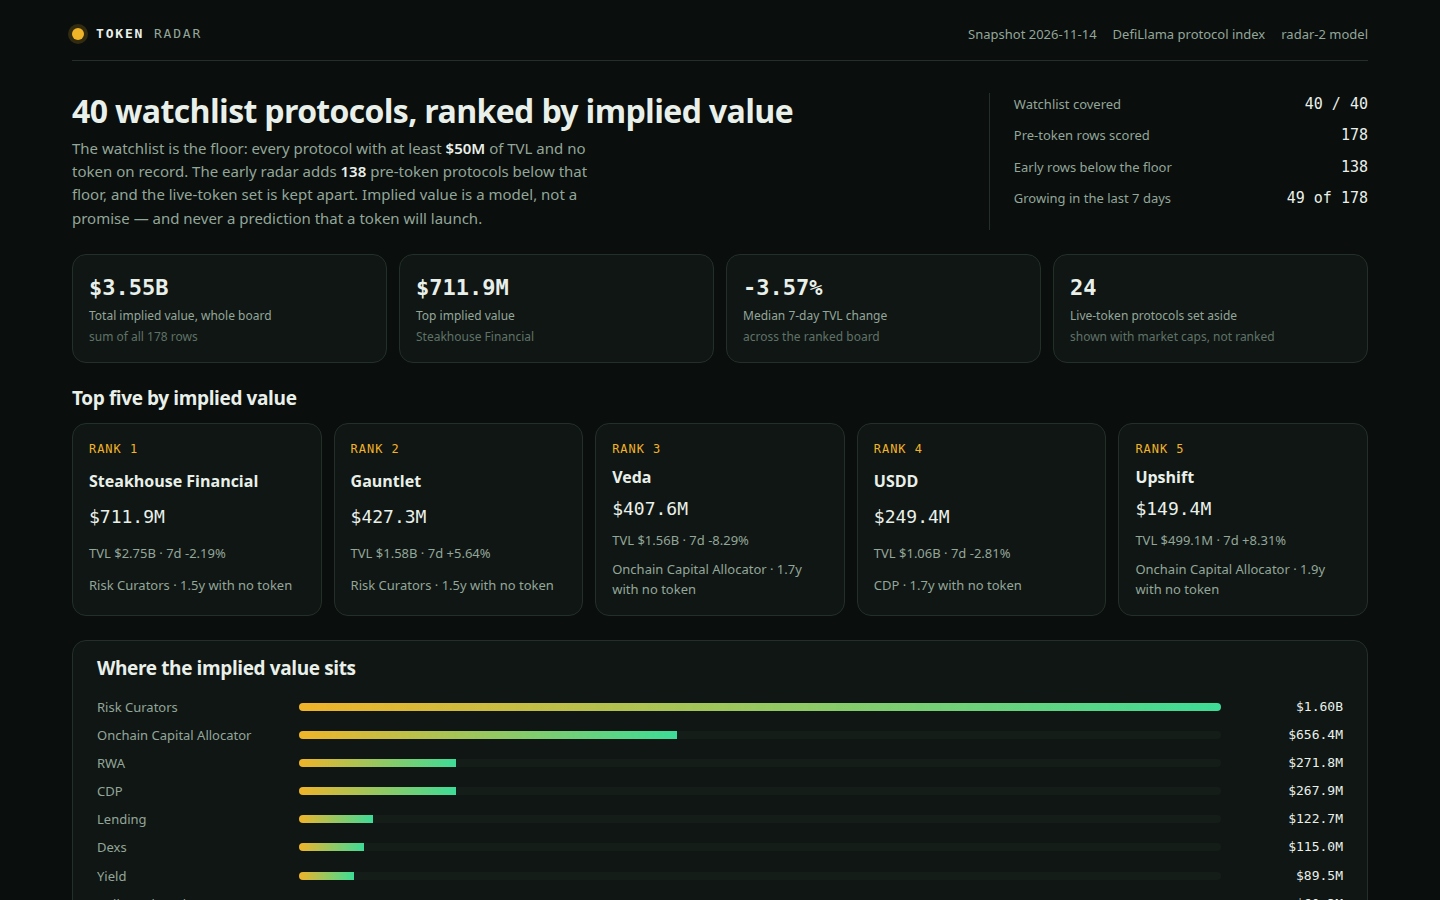 TOKEN RADAR
Snapshot 2026-11-14 DefiLlama protocol index radar-2 model
40 watchlist protocols, ranked by implied value
The watchlist is the floor: every protocol with at least $50M of TVL and no
token on record. The early radar adds 138 pre-token protocols below that
floor, and the live-token set is kept apart. Implied value is a model, not a
promise — and never a prediction that a token will launch.
Watchlist covered 40 / 40
Pre-token rows scored 178
Early rows below the floor 138
Growing in the last 7 days 49 of 178
$3.55B
Total implied value, whole board
sum of all 178 rows
$711.9M
Top implied value
Steakhouse Financial
-3.57%
Median 7-day TVL change
across the ranked board
24
Live-token protocols set aside
shown with market caps, not ranked
Top five by implied value
RANK 1
Steakhouse Financial
$711.9M
TVL $2.75B · 7d -2.19%
Risk Curators · 1.5y with no token
RANK 2
Gauntlet
$427.3M
TVL $1.58B · 7d +5.64%
Risk Curators · 1.5y with no token
RANK 3
Veda
$407.6M
TVL $1.56B · 7d -8.29%
Onchain Capital Allocator · 1.7y
with no token
RANK 4
USDD
$249.4M
TVL $1.06B · 7d -2.81%
CDP · 1.7y with no token
RANK 5
Upshift
$149.4M
TVL $499.1M · 7d +8.31%
Onchain Capital Allocator · 1.9y
with no token
Where the implied value sits
Risk Curators $1.60B
Onchain Capital Allocator $656.4M
RWA $271.8M
CDP $267.9M
Lending $122.7M
Dexs $115.0M
Yield $89.5M